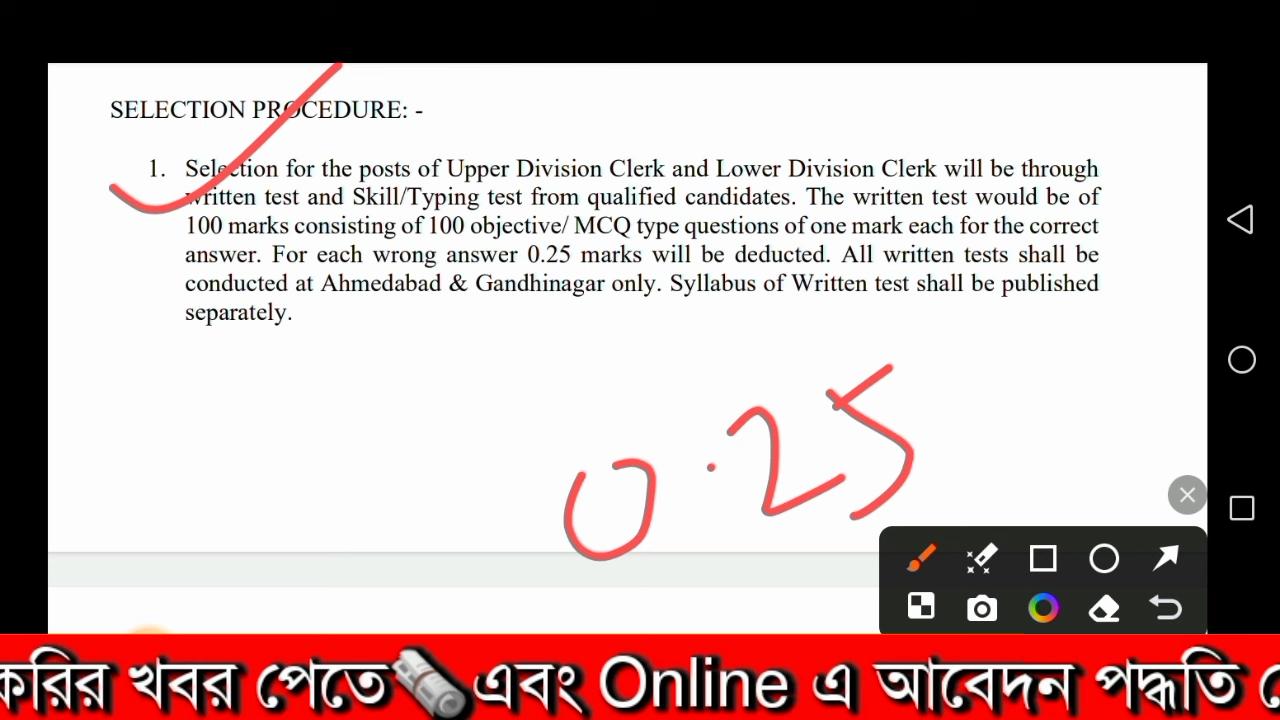 SELECTION PROCEDURE: -
1. Selection for the posts of Upper Division Clerk and Lower Division Clerk will be through
written test and Skill/Typing test from qualified candidates. The written test would be of
100 marks consisting of 100 objective/ MCQ type questions of one mark each for the correct
answer. For each wrong answer 0.25 marks will be deducted. All written tests shall be
conducted at Ahmedabad & Gandhinagar only. Syllabus of Written test shall be published
separately.
0.25
খবর পেতে এবং Online এ আবেদন পদ্ধতি